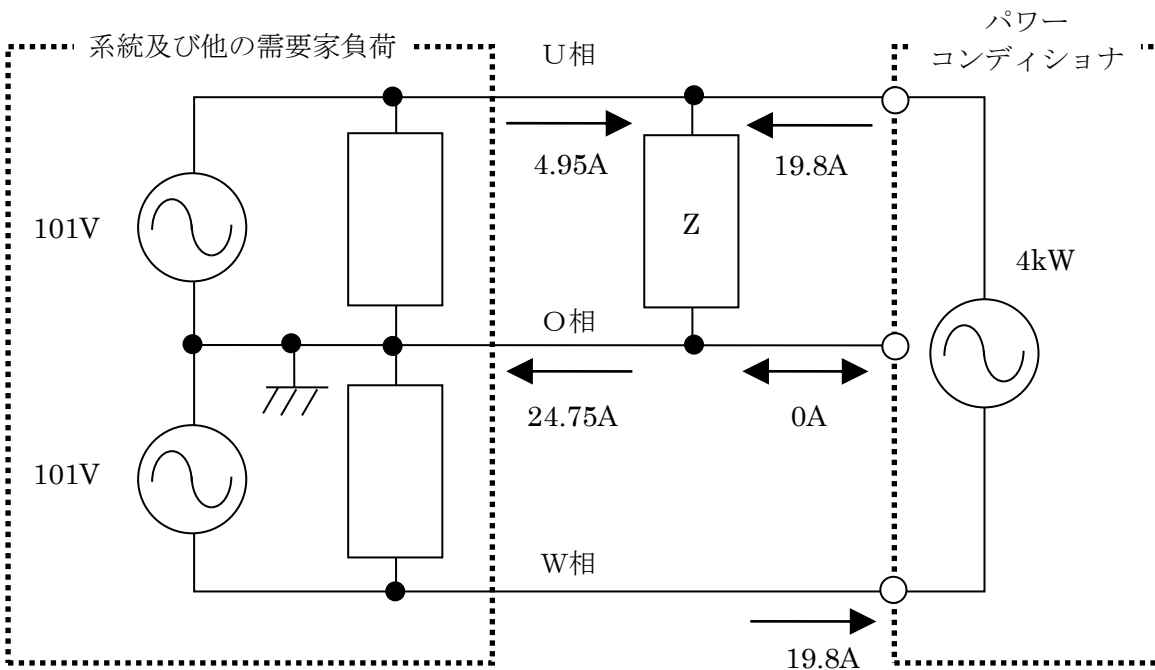 系統及び他の需要家負荷
パワー
コンディショナ
U相
4.95A
19.8A
101V
Z
4kW
O相
24.75A
0A
101V
W相
19.8A